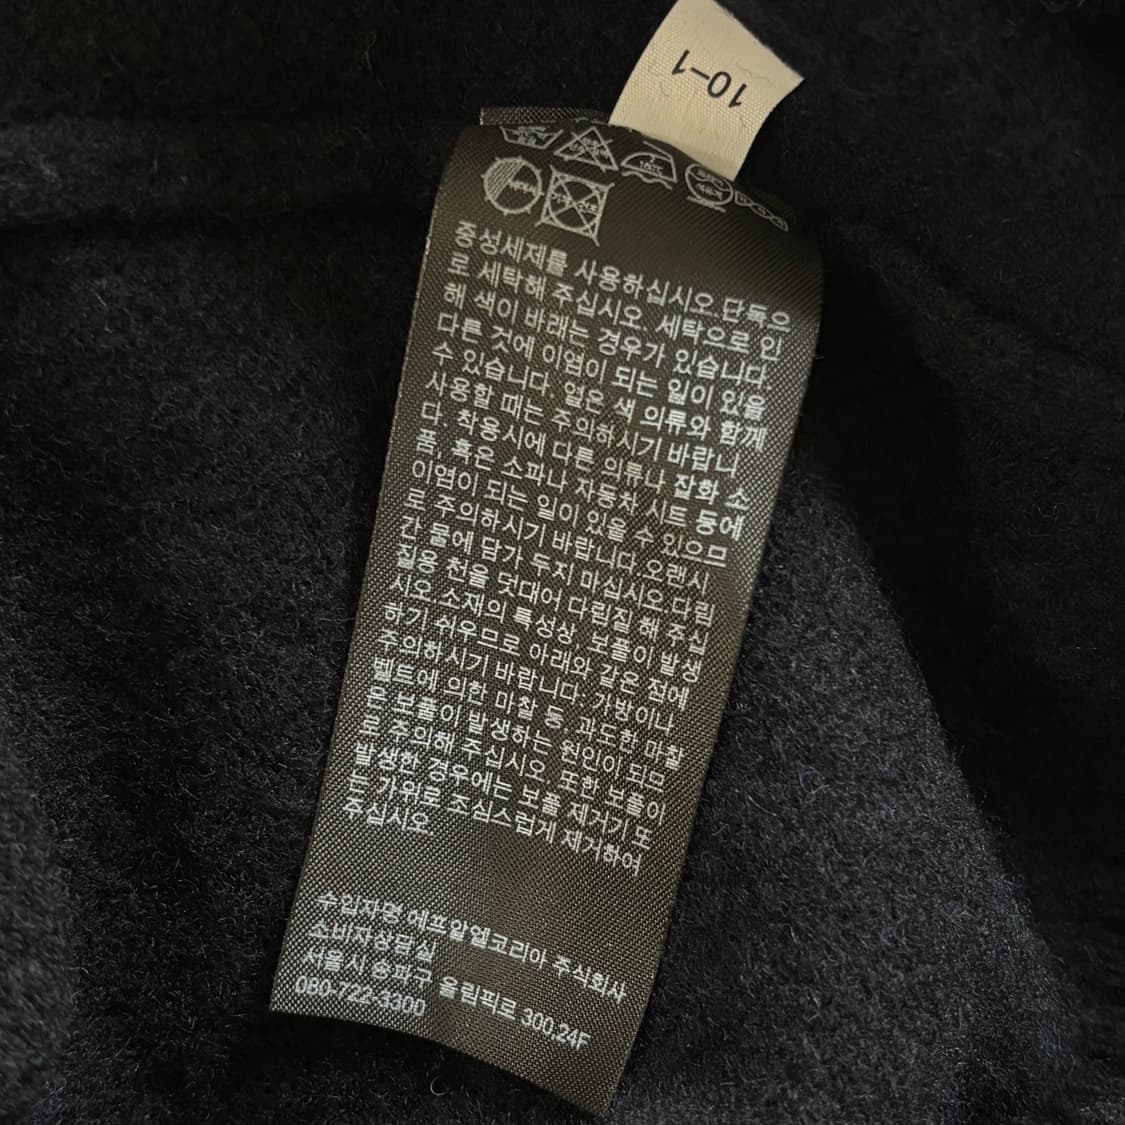 10-1
중성세제를 사용하십시오 단독으
로 세탁해 주십시오. 세탁으로 인
해 색이 바래는 경우가 있습니다.
다른 것에 이염이 되는 일이 있을
수 있습니다. 엷은 색 의류와 함께
사용할 때는 주의하시기 바랍니
다. 착용시에 다른 의류나 잡화 소
품, 혹은 소파나 자동차 시트 등에
이염이 되는 일이 있을 수 있으므
로 주의하시기 바랍니다.오랜시
간 물에 담가 두지 마십시오.다림
질용 천을 덧대어 다림질 해 주십
시오.소재의 특성상, 보풀이 발생
하기 쉬우므로 아래와 같은 점에
주의하시기 바랍니다. 가방이나
벨트에 의한 마찰 등 과도한 마찰
은 보풀이 발생하는 원인이 되므
로 주의해 주십시오. 또한 보풀이
발생한 경우에는 보풀 제거기 또
는 가위로 조심스럽게 제거하여
주십시오
수입자명 에프알엘코리아 주식회사
소비자상담실
서울시 송파구 올림픽로 300,24F
080-722-3300